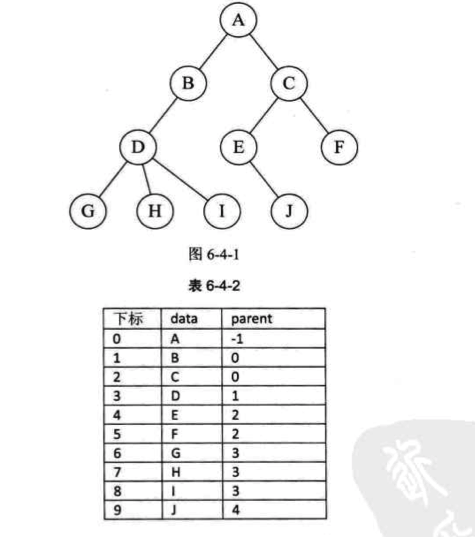 A
B C
D E F
G H I J
图 6-4-1
表 6-4-2
下标 data parent
0 A -1
1 B 0
2 C 0
3 D 1
4 E 2
5 F 2
6 G 3
7 H 3
8 I 3
9 J 4